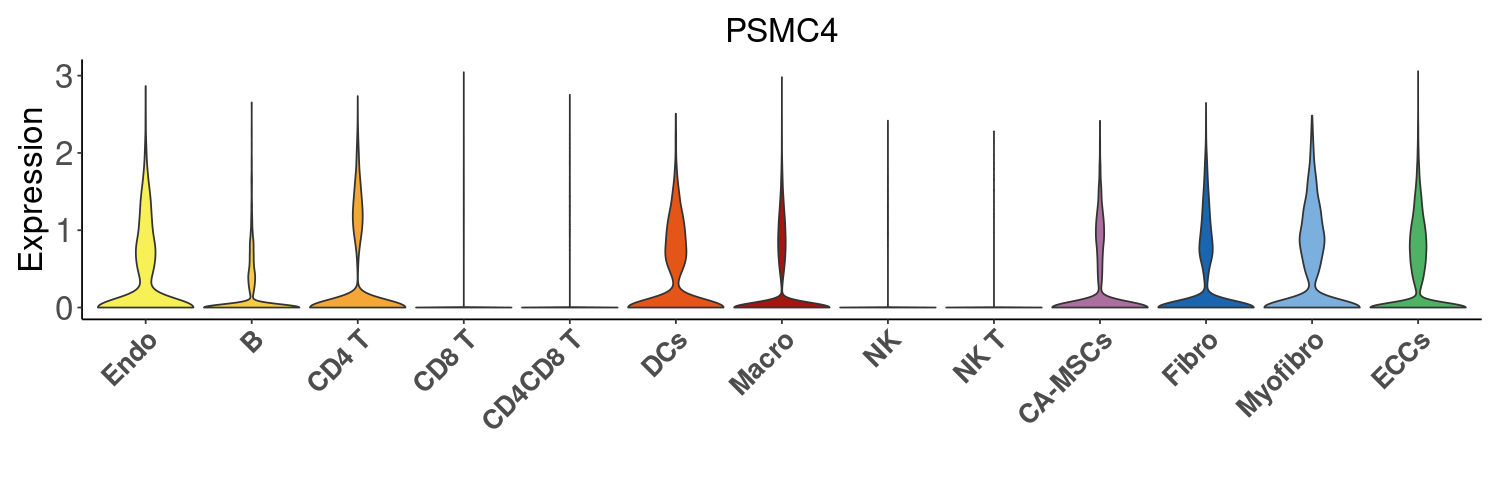 PSMC4
Expression
3
2
1
0
Endo
B
CD4 T
CD8 T
CD4CD8 T
DCs
Macro
NK
NK T
CA-MSCs
Fibro
Myofibro
ECCs